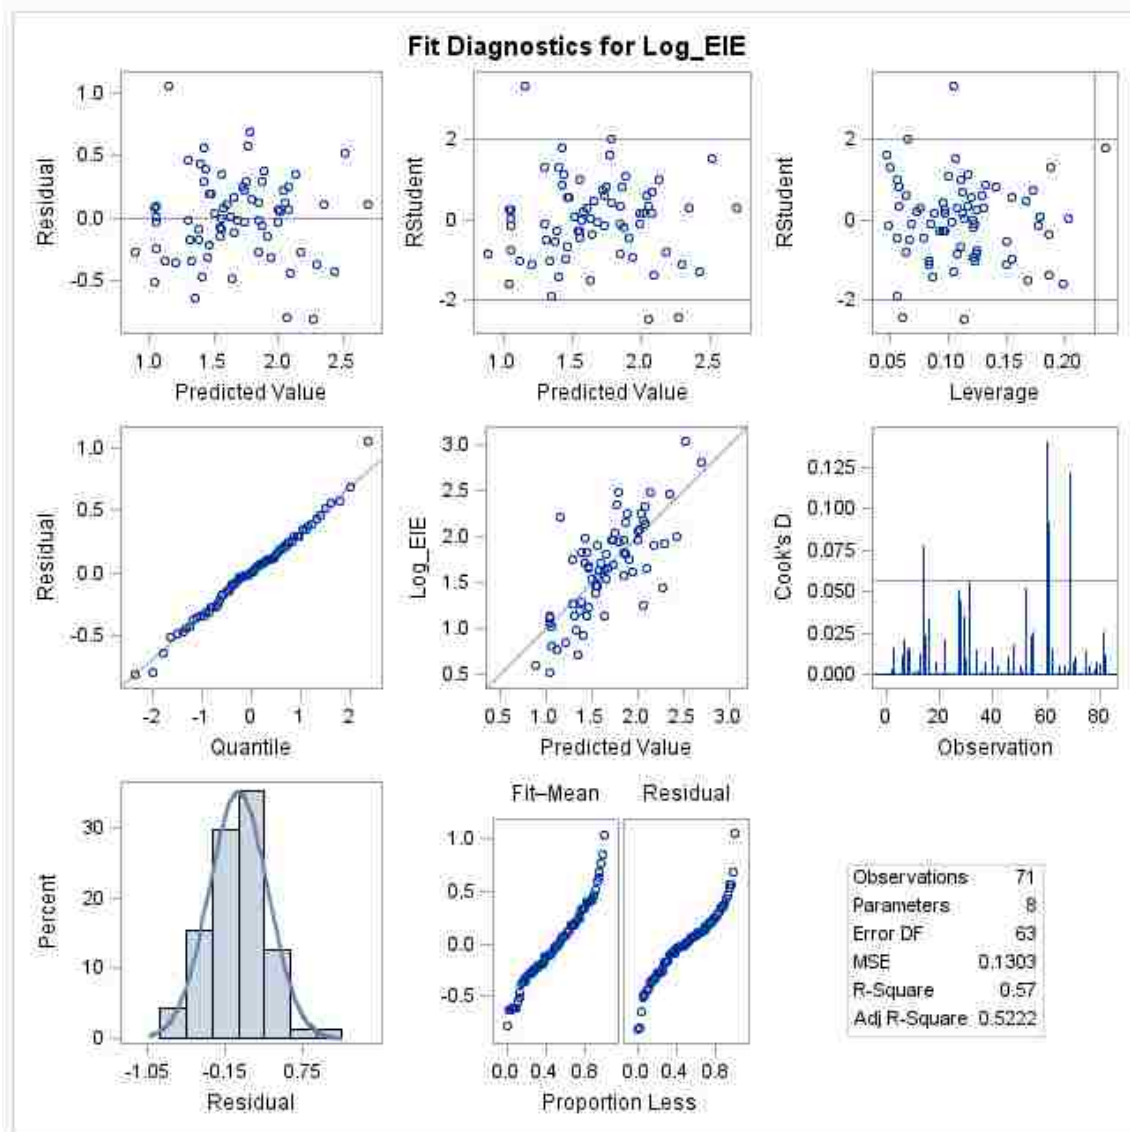 Fit Diagnostics for Log_EIE
1.0
0.5
0.0
-0.5
Residual
1.0 1.5 2.0 2.5
Predicted Value
2
0
-2
RStudent
1.0 1.5 2.0 2.5
Predicted Value
2
0
-2
RStudent
0.05 0.10 0.15 0.20
Leverage
1.0
0.5
0.0
-0.5
Residual
-2 -1 0 1 2
Quantile
3.0
2.5
2.0
1.5
1.0
0.5
Log_EIE
0.5 1.0 1.5 2.0 2.5 3.0
Predicted Value
0.125
0.100
0.075
0.050
0.025
0.000
Cook's D
0 20 40 60 80
Observation
30
20
10
0
Percent
-1.05 -0.15 0.75
Residual
Fit–Mean Residual
1.0
0.5
0.0
-0.5
0.0 0.4 0.8 0.0 0.4 0.8
Proportion Less
Observations 71
Parameters 8
Error DF 63
MSE 0.1303
R-Square 0.57
Adj R-Square 0.5222